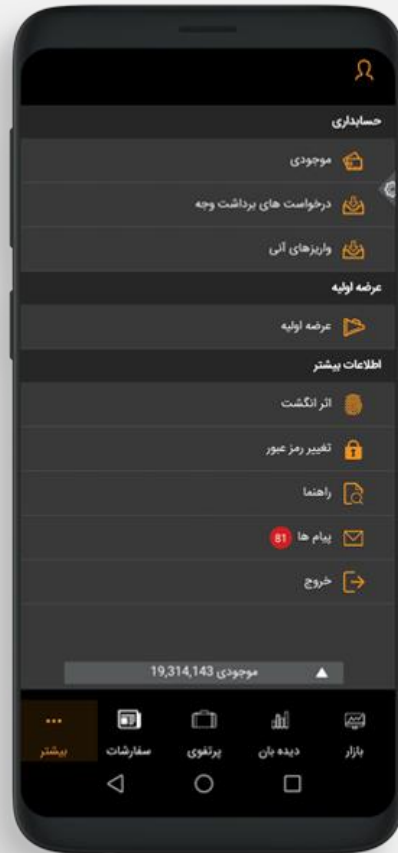 حسابداری
موجودی
درخواست های برداشت وجه
واریزهای آنی
عرضه اولیه
عرضه اولیه
اطلاعات بیشتر
اثر انگشت
تغییر رمز عبور
راهنما
پیام ها 81
خروج
موجودی 19,314,143
بازار دیده بان پرتفوی سفارشات بیشتر